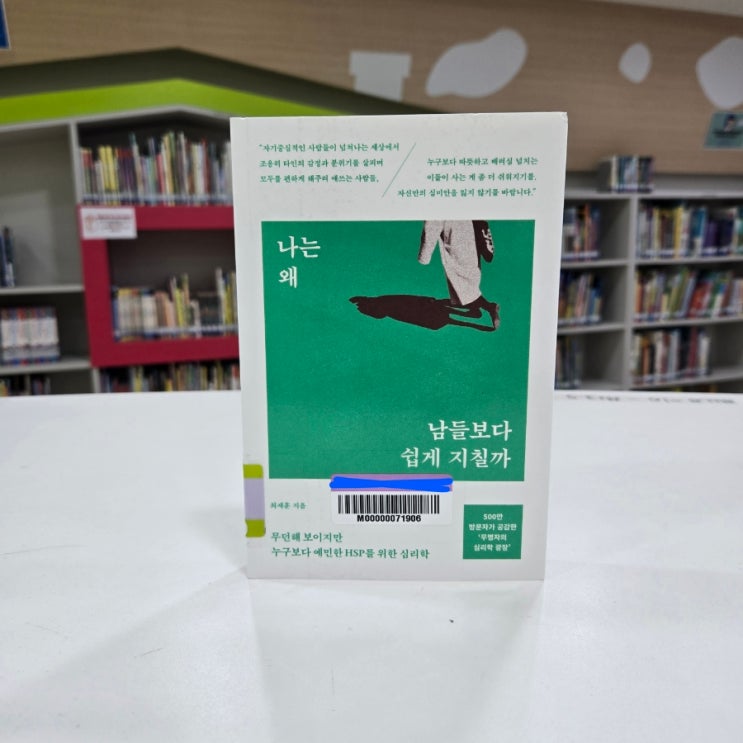 "자기중심적인 사람들이 넘쳐나는 세상에서
조용히 타인의 감정과 분위기를 살피며
모두를 편하게 해주려 애쓰는 사람들,
누구보다 따뜻하고 배려심 넘치는
이들이 사는 게 좀 더 쉬워지기를,
자신만의 섬미만을 잃지 않기를 바랍니다."
나는
왜
남들보다
쉽게 지칠까
최재훈 지음
M00000071906
무던해 보이지만
누구보다 예민한 HSP를 위한 심리학
500만
방문자가 공감한
'무명자의
심리학 광장'